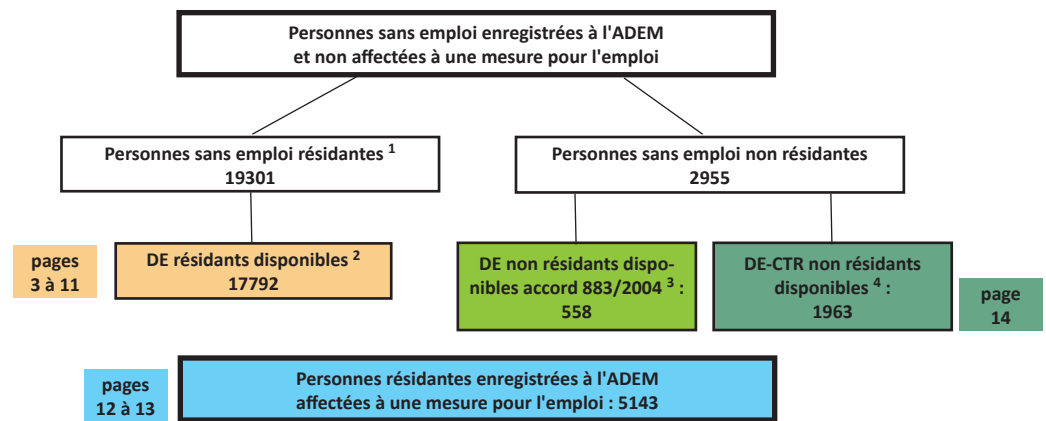 Personnes sans emploi enregistrées à l'ADEM
et non affectées à une mesure pour l'emploi
Personnes sans emploi résidantes 1
19301
Personnes sans emploi non résidantes
2955
pages
3 à 11
DE résidants disponibles 2
17792
DE non résidants dispo-
nibles accord 883/2004 3 :
558
DE-CTR non résidants
disponibles 4 :
1963
page
14
pages
12 à 13
Personnes résidantes enregistrées à l'ADEM
affectées à une mesure pour l'emploi : 5143